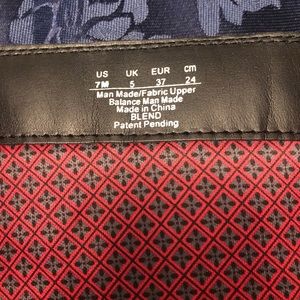 US UK EUR cm
7M 5 37 24
Man Made/Fabric Upper
Balance Man Made
Made in China
BLEND
Patent Pending